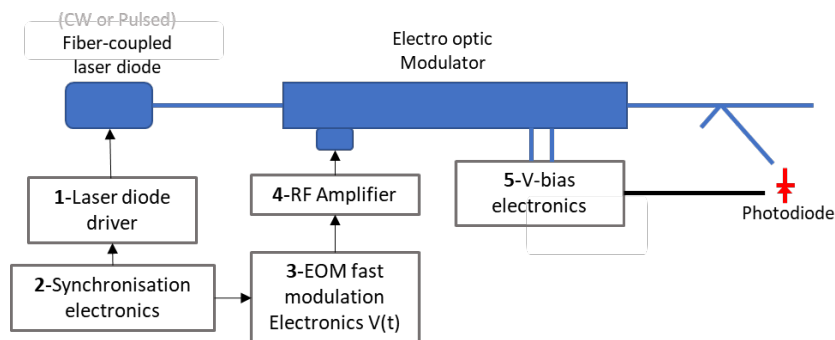 (CW or Pulsed)
Fiber-coupled
laser diode
Electro optic
Modulator
1-Laser diode
driver
4-RF Amplifier
5-V-bias
electronics
Photodiode
2-Synchronisation
electronics
3-EOM fast
modulation
Electronics V(t)